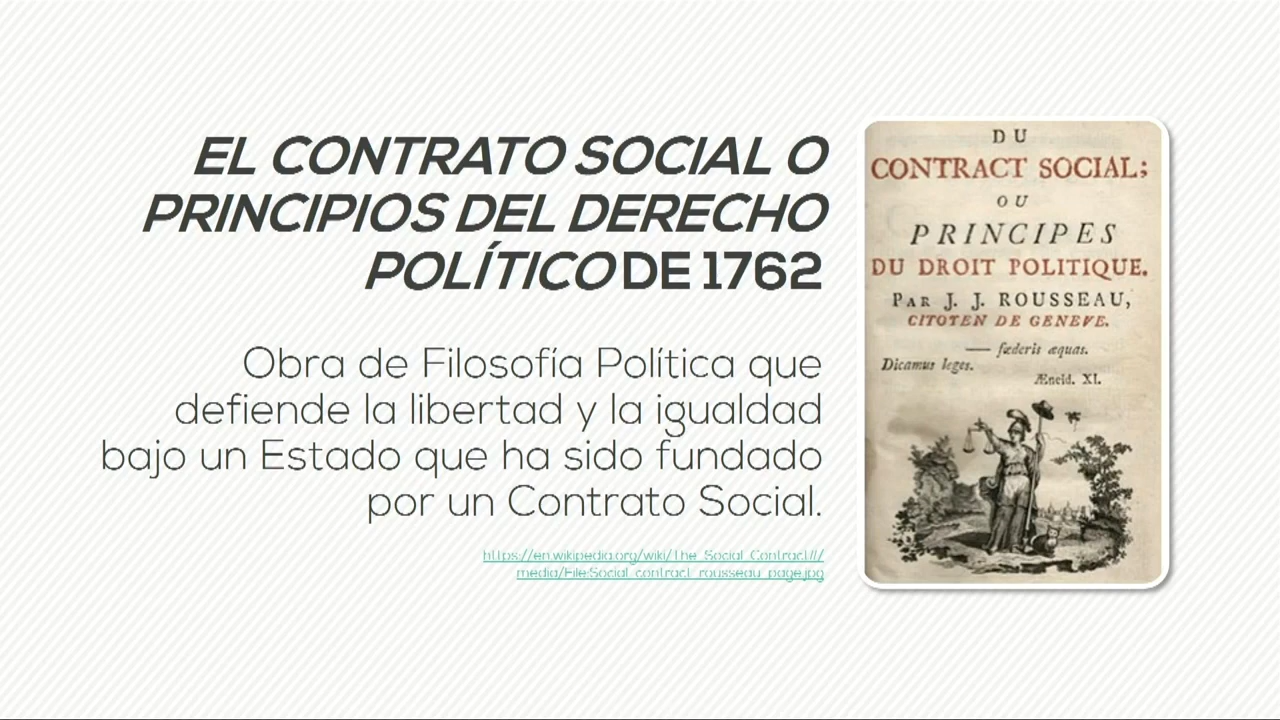 EL CONTRATO SOCIAL O
PRINCIPIOS DEL DERECHO
POLÍTICO DE 1762
Obra de Filosofía Política que
defiende la libertad y la igualdad
bajo un Estado que ha sido fundado
por un Contrato Social.
https://en.wikipedia.org/wiki/The_Social_Contract#/
media/File:Social_contract_rousseau_page.jpg
DU
CONTRACT SOCIAL;
OU
PRINCIPES
DU DROIT POLITIQUE.
PAR J. J. ROUSSEAU,
CITOYEN DE GENEVE.
— fœderis æquas.
Dicamus leges.
Æneid. XI.